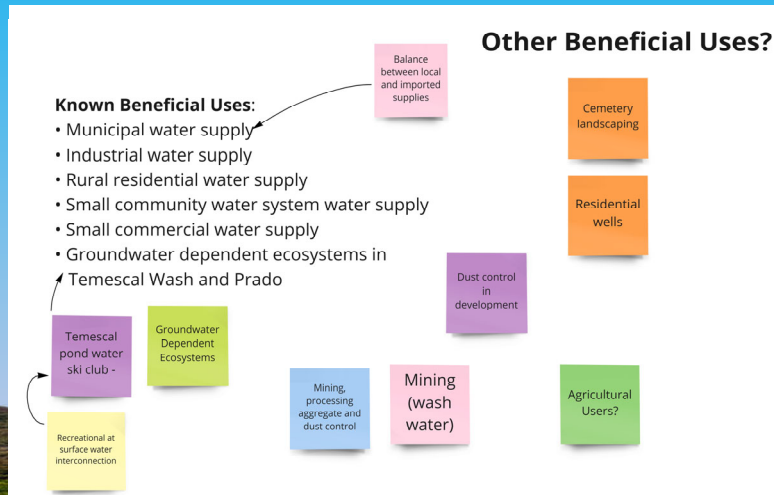 Other Beneficial Uses?
Balance
between local
and imported
supplies
Known Beneficial Uses:
• Municipal water supply
• Industrial water supply
• Rural residential water supply
• Small community water system water supply
• Small commercial water supply
• Groundwater dependent ecosystems in
Temescal Wash and Prado
Cemetery
landscaping
Residential
wells
Dust control
in
development
Temescal
pond water
ski club -
Groundwater
Dependent
Ecosystems
Mining,
processing
aggregate and
dust control
Mining
(wash
water)
Agricultural
Users?
Recreational at
surface water
interconnection